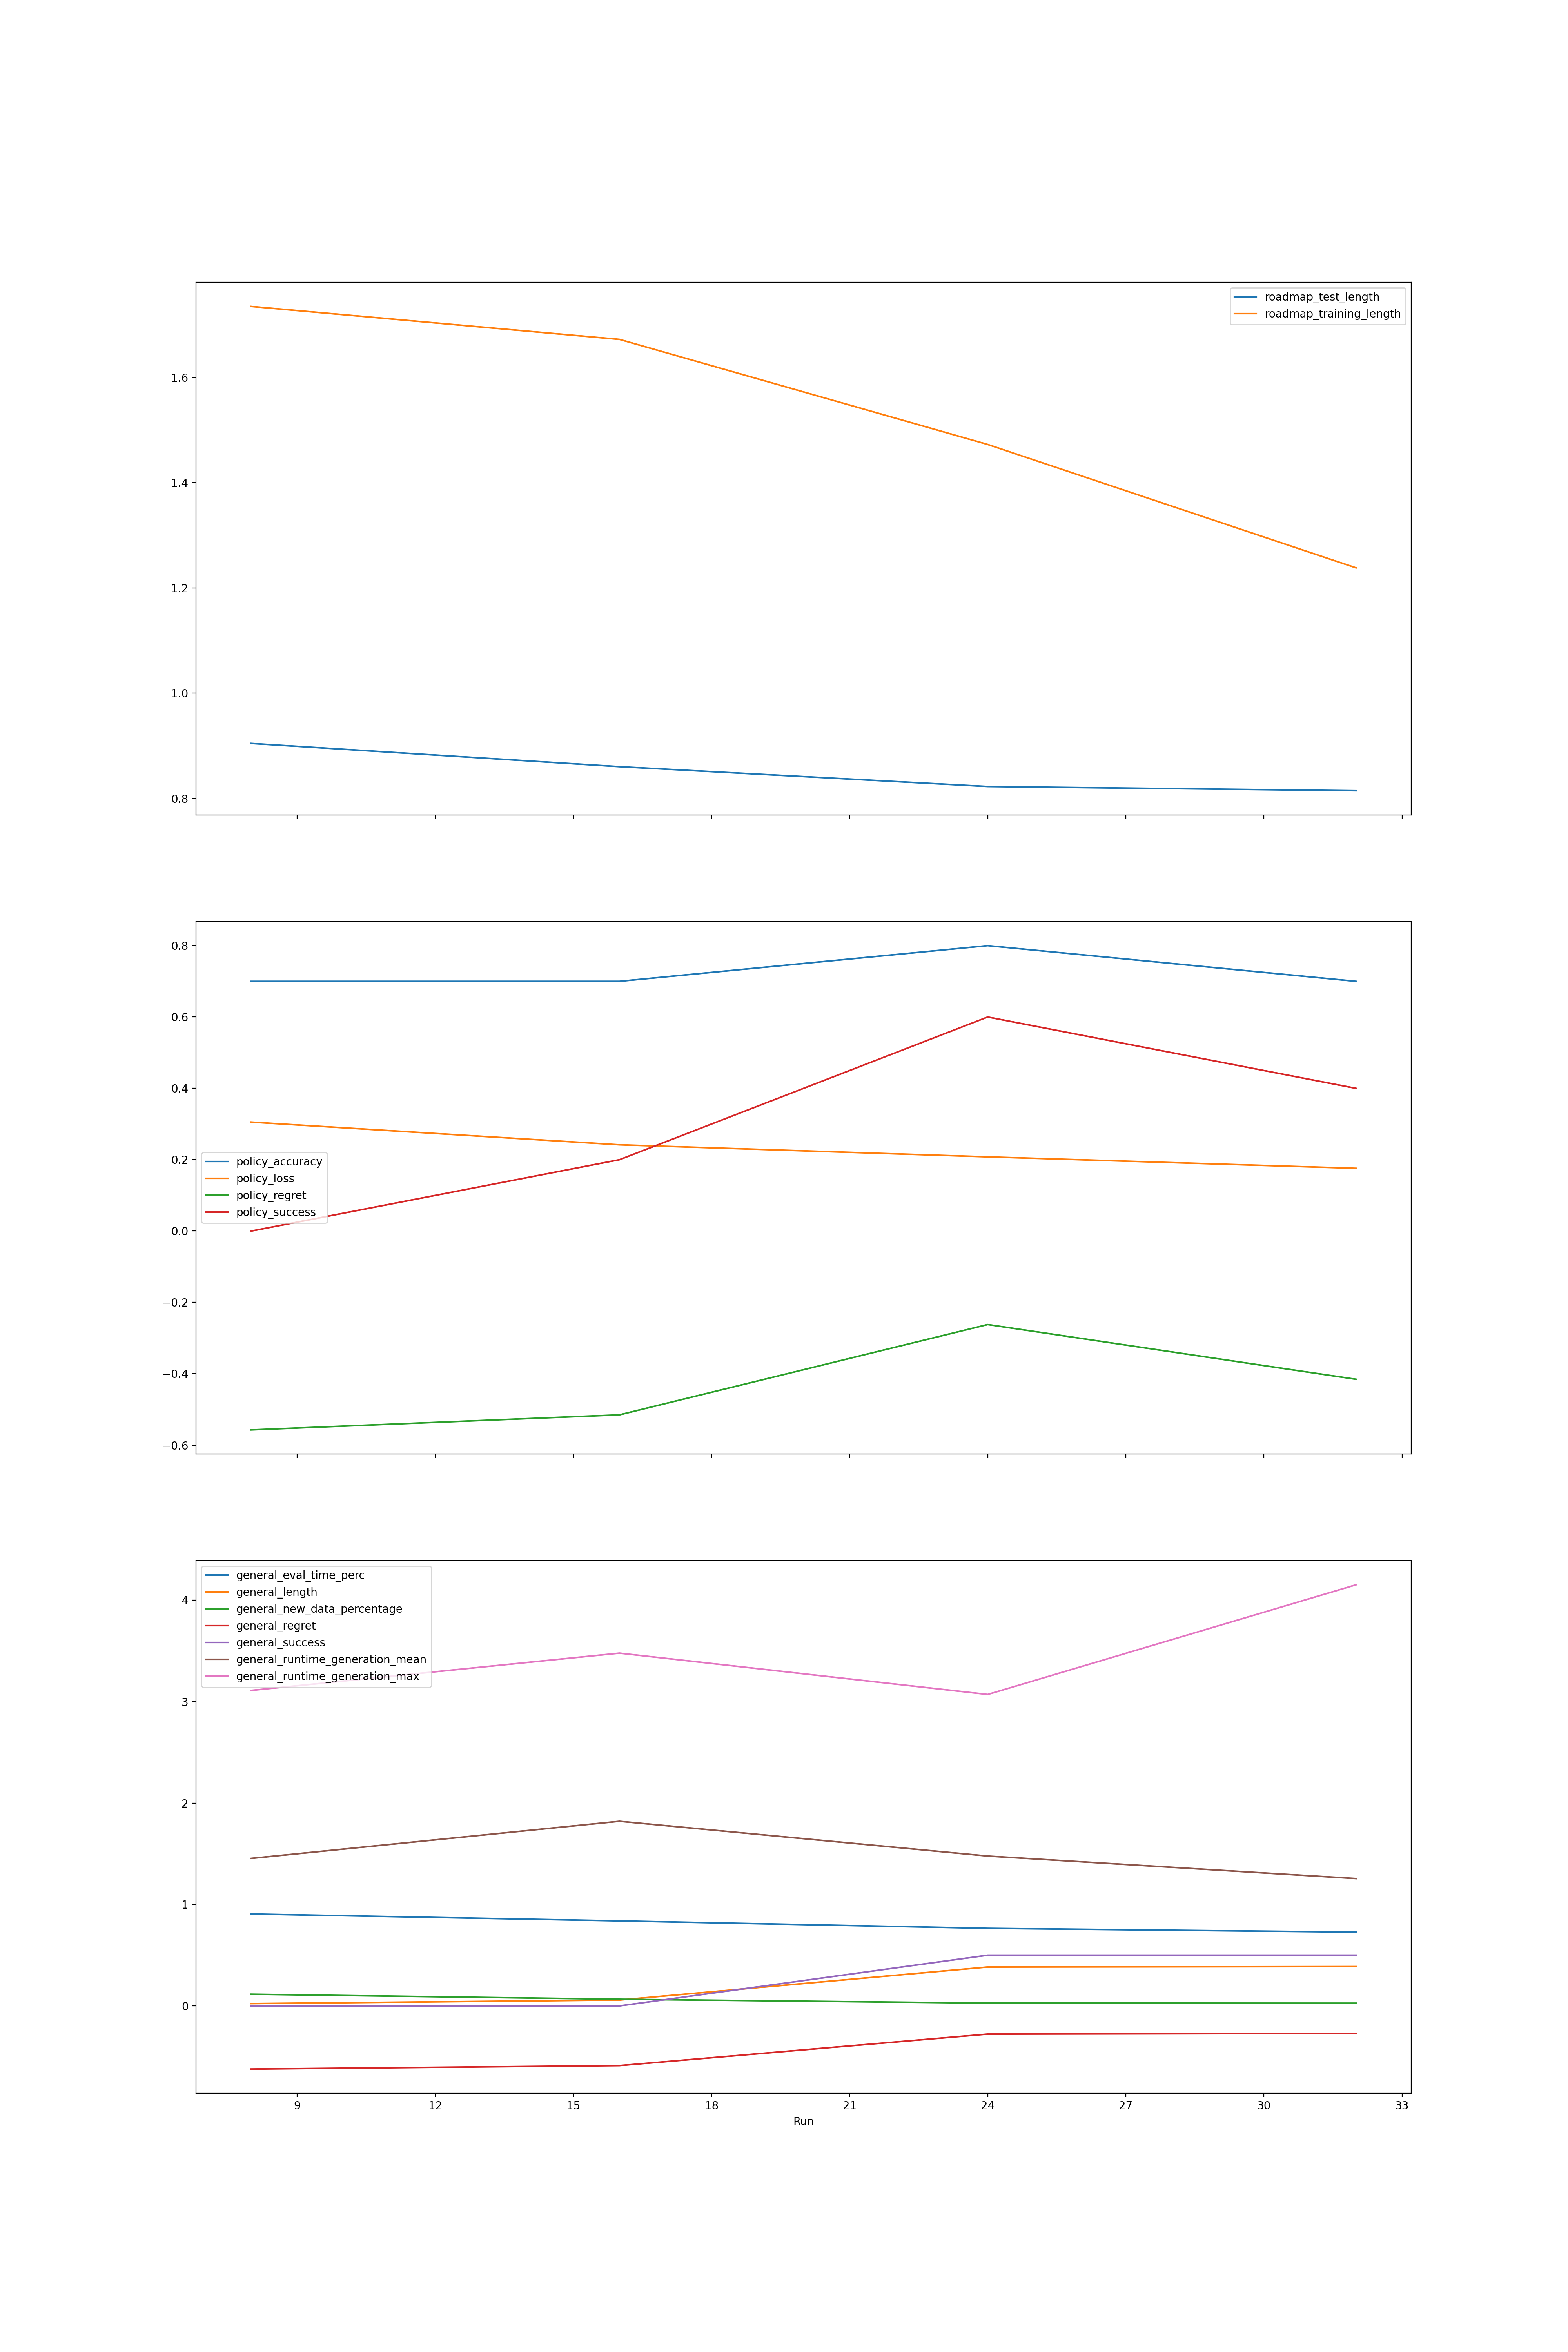 roadmap_test_length
roadmap_training_length
1.6
1.4
1.2
1.0
0.8
0.8
0.6
0.4
0.2
0.0
−0.2
−0.4
−0.6
policy_accuracy
policy_loss
policy_regret
policy_success
general_eval_time_perc
general_length
general_new_data_percentage
general_regret
general_success
general_runtime_generation_mean
general_runtime_generation_max
4
3
2
1
0
9 12 15 18 21 24 27 30 33
Run